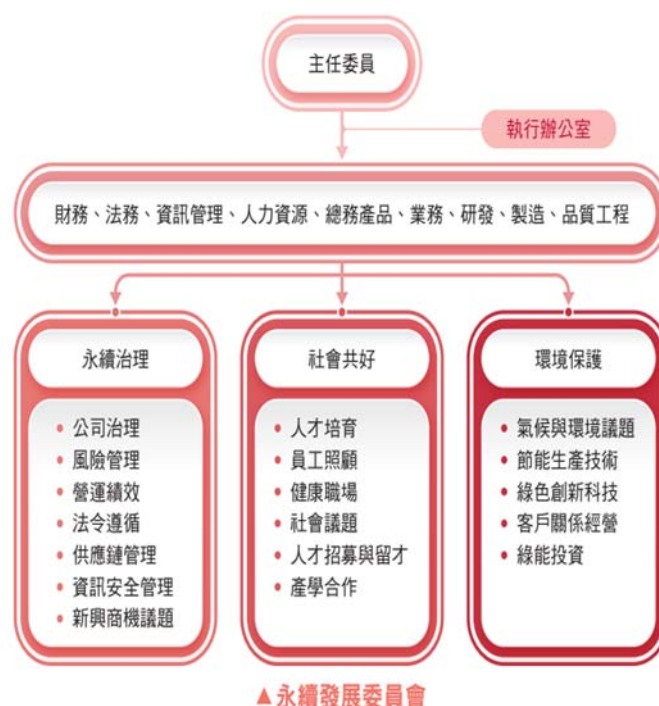 主任委員
執行辦公室
財務、法務、資訊管理、人力資源、總務產品、業務、研發、製造、品質工程
永續治理
• 公司治理
• 風險管理
• 營運績效
• 法令遵循
• 供應鏈管理
• 資訊安全管理
• 新興商機議題
社會共好
• 人才培育
• 員工照顧
• 健康職場
• 社會議題
• 人才招募與留才
• 產學合作
環境保護
• 氣候與環境議題
• 節能生產技術
• 綠色創新科技
• 客戶關係經營
• 綠能投資
▲永續發展委員會